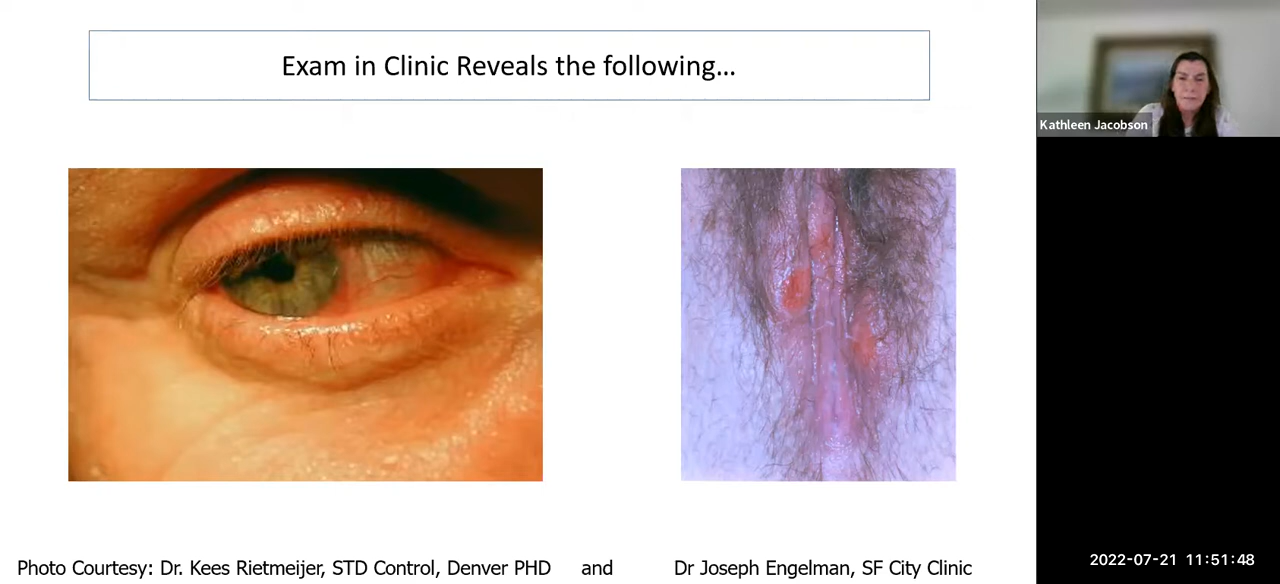 Exam in Clinic Reveals the following...
Kathleen Jacobson
Photo Courtesy: Dr. Kees Rietmeijer, STD Control, Denver PHD and Dr Joseph Engelman, SF City Clinic
2022-07-21 11:51:48